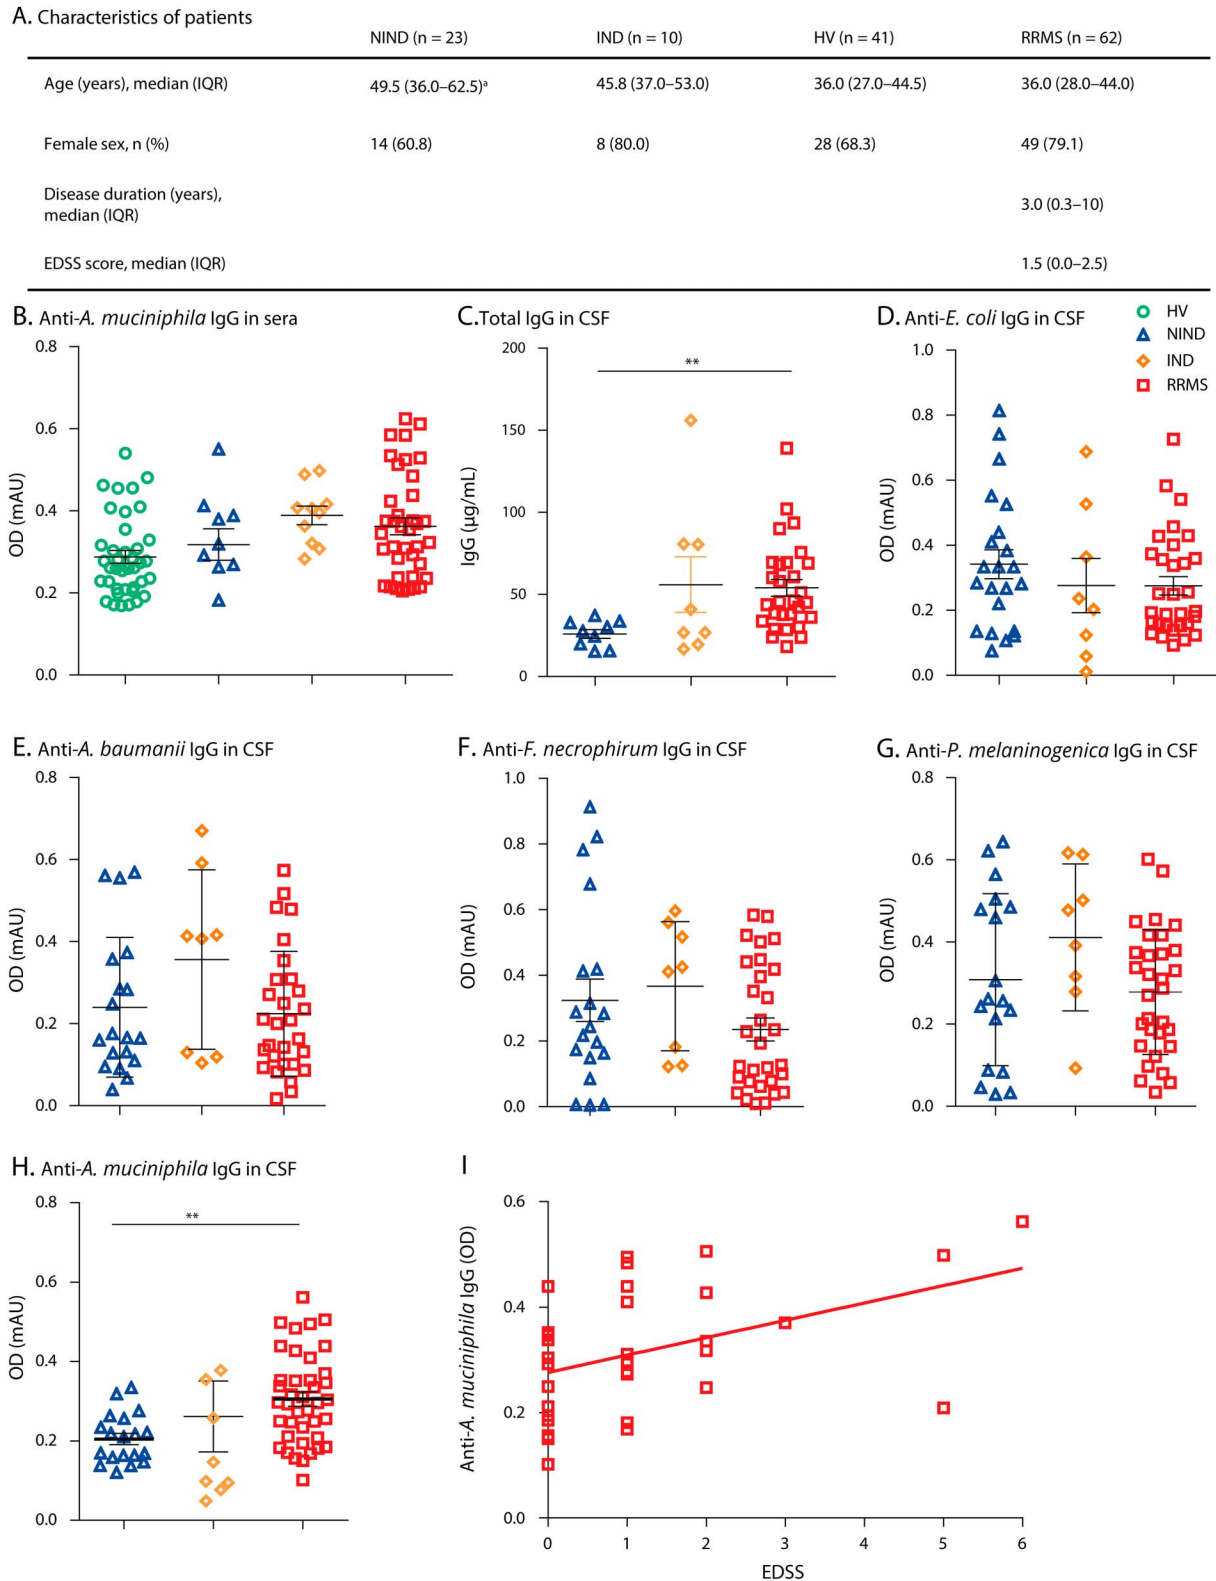 A. Characteristics of patients
NIND (n = 23) IND (n = 10) HV (n = 41) RRMS (n = 62)
Age (years), median (IQR) 49.5 (36.0–62.5)ᵃ 45.8 (37.0–53.0) 36.0 (27.0–44.5) 36.0 (28.0–44.0)
Female sex, n (%) 14 (60.8) 8 (80.0) 28 (68.3) 49 (79.1)
Disease duration (years),
median (IQR) 3.0 (0.3–10)
EDSS score, median (IQR) 1.5 (0.0–2.5)
B. Anti-A. muciniphila IgG in sera
0.8
0.6
0.4
0.2
0.0
OD (mAU)
C.Total IgG in CSF
200
150
100
50
0
IgG (µg/mL)
**
D. Anti-E. coli IgG in CSF
1.0
0.8
0.6
0.4
0.2
0.0
OD (mAU)
HV
NIND
IND
RRMS
E. Anti-A. baumanii IgG in CSF
0.8
0.6
0.4
0.2
0.0
OD (mAU)
F. Anti-F. necrophirum IgG in CSF
1.0
0.8
0.6
0.4
0.2
0.0
OD (mAU)
G. Anti-P. melaninogenica IgG in CSF
0.8
0.6
0.4
0.2
0.0
OD (mAU)
H. Anti-A. muciniphila IgG in CSF
0.8
0.6
0.4
0.2
0.0
OD (mAU)
**
I
0.6
0.4
0.2
0.0
Anti-A. muciniphila IgG (OD)
0 1 2 3 4 5 6
EDSS